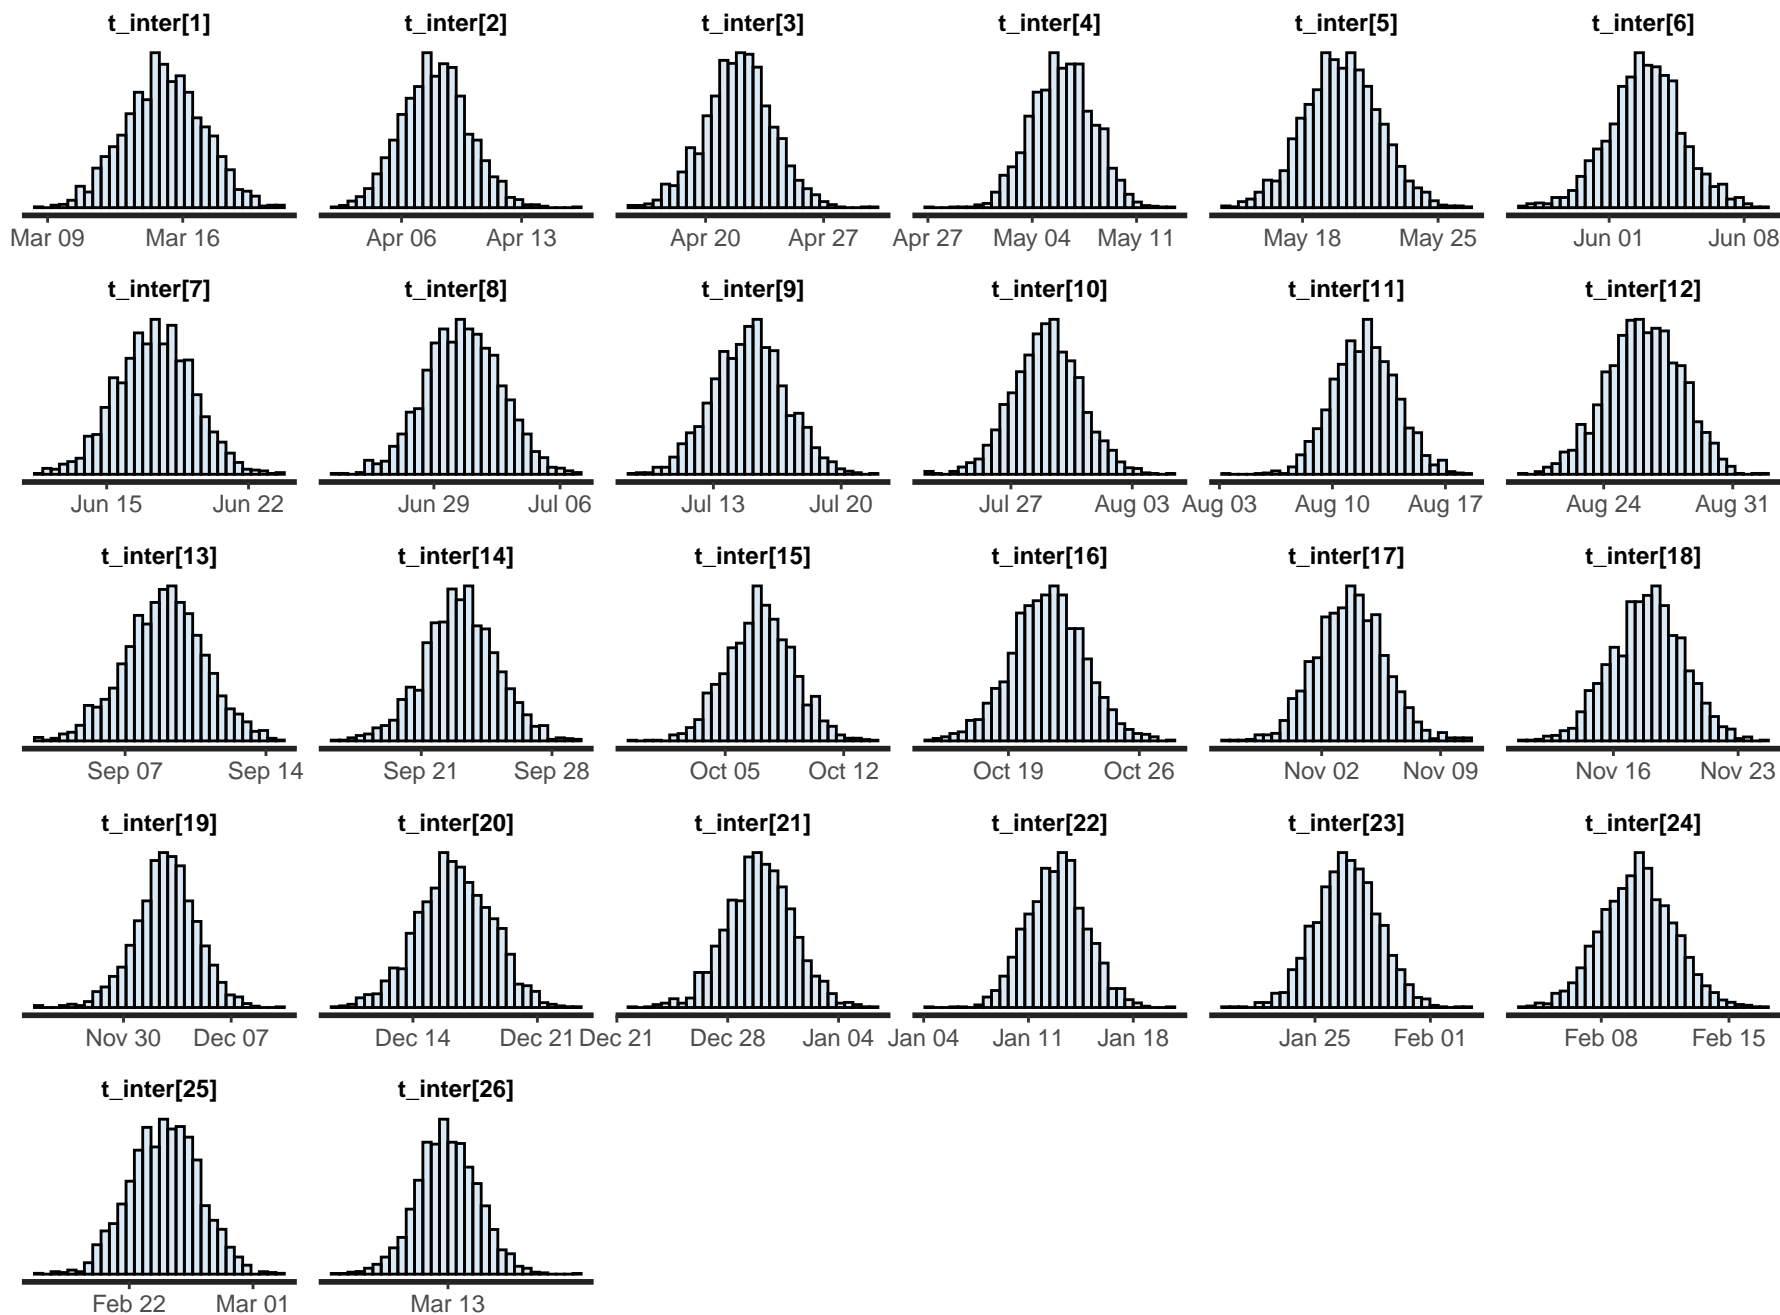 t_inter[1] t_inter[2] t_inter[3] t_inter[4] t_inter[5] t_inter[6]
Mar 09 Mar 16 Apr 06 Apr 13 Apr 20 Apr 27 Apr 27 May 04 May 11 May 18 May 25 Jun 01 Jun 08
t_inter[7] t_inter[8] t_inter[9] t_inter[10] t_inter[11] t_inter[12]
Jun 15 Jun 22 Jun 29 Jul 06 Jul 13 Jul 20 Jul 27 Aug 03 Aug 03 Aug 10 Aug 17 Aug 24 Aug 31
t_inter[13] t_inter[14] t_inter[15] t_inter[16] t_inter[17] t_inter[18]
Sep 07 Sep 14 Sep 21 Sep 28 Oct 05 Oct 12 Oct 19 Oct 26 Nov 02 Nov 09 Nov 16 Nov 23
t_inter[19] t_inter[20] t_inter[21] t_inter[22] t_inter[23] t_inter[24]
Nov 30 Dec 07 Dec 14 Dec 21 Dec 21 Dec 28 Jan 04 Jan 04 Jan 11 Jan 18 Jan 25 Feb 01 Feb 08 Feb 15
t_inter[25] t_inter[26]
Feb 22 Mar 01 Mar 13